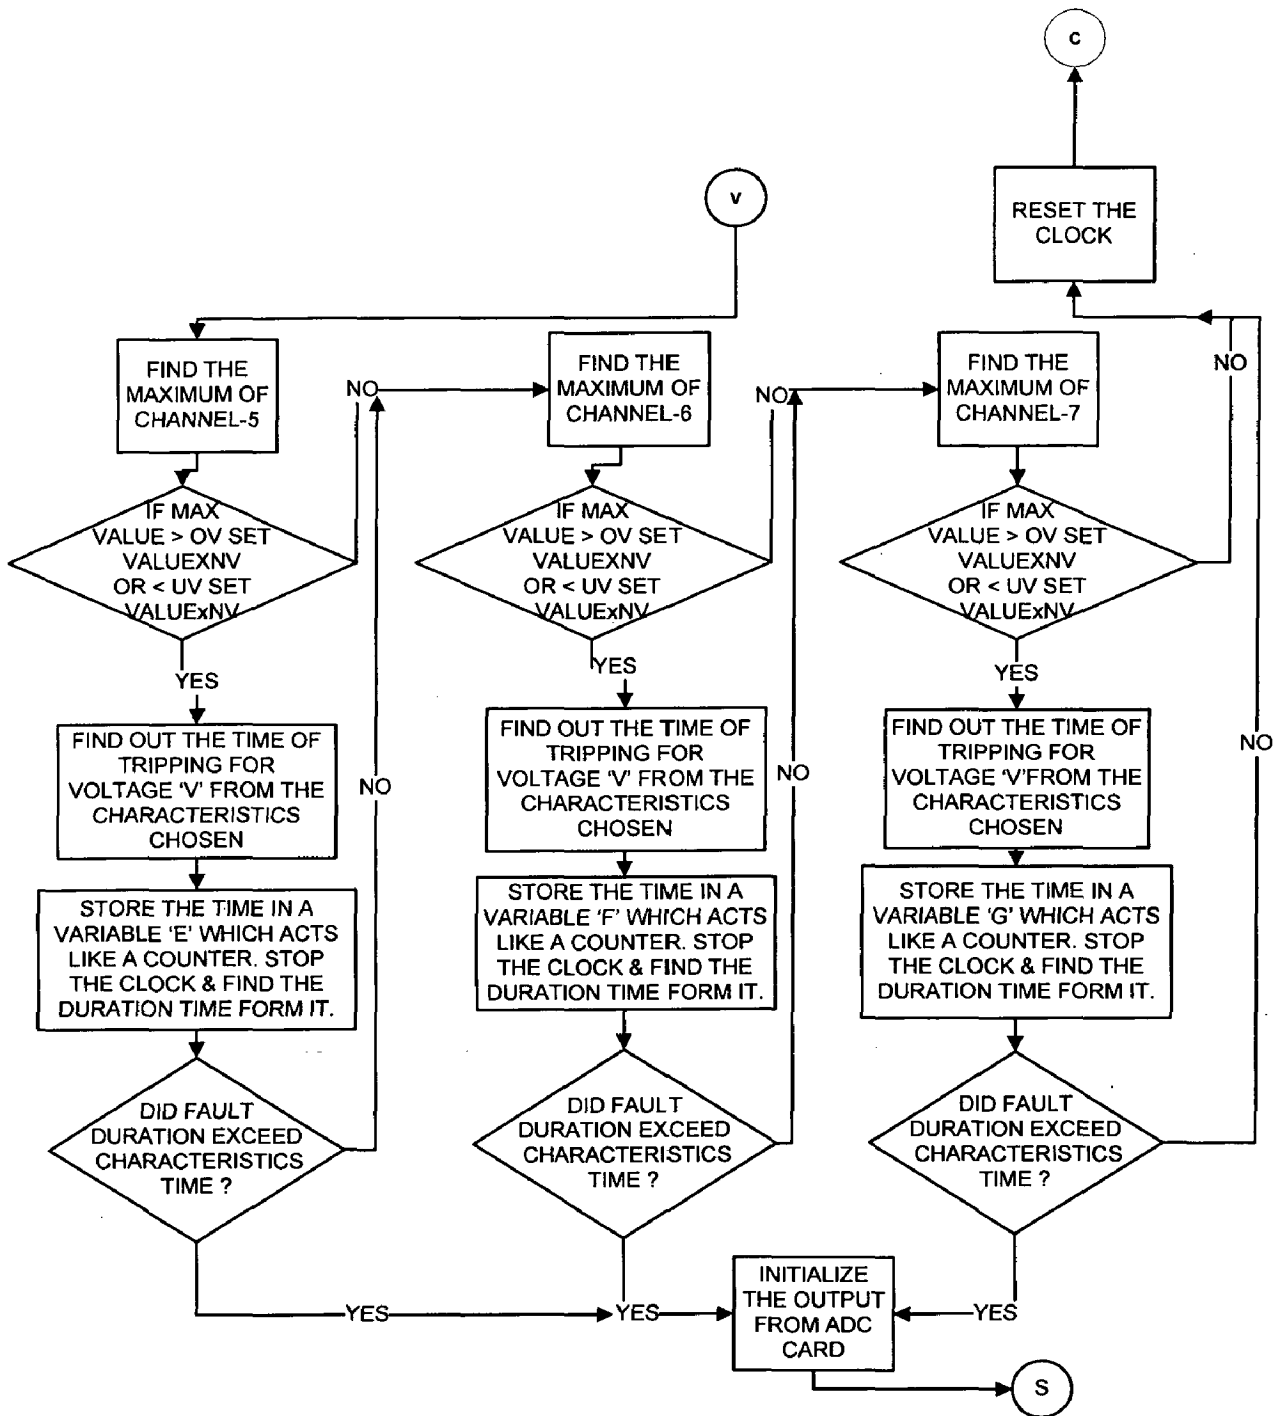 C
V
RESET THE
CLOCK
FIND THE
MAXIMUM OF
CHANNEL-5
NO
FIND THE
MAXIMUM OF
CHANNEL-6
NO
FIND THE
MAXIMUM OF
CHANNEL-7
NO
IF MAX
VALUE > OV SET
VALUEXNV
OR < UV SET
VALUExNV
IF MAX
VALUE > OV SET
VALUEXNV
OR < UV SET
VALUExNV
IF MAX
VALUE > OV SET
VALUEXNV
OR < UV SET
VALUExNV
YES
YES
YES
FIND OUT THE TIME OF
TRIPPING FOR
VOLTAGE 'V' FROM THE
CHARACTERISTICS
CHOSEN
NO
FIND OUT THE TIME OF
TRIPPING FOR
VOLTAGE 'V' FROM THE
CHARACTERISTICS
CHOSEN
NO
FIND OUT THE TIME OF
TRIPPING FOR
VOLTAGE 'V'FROM THE
CHARACTERISTICS
CHOSEN
NO
STORE THE TIME IN A
VARIABLE 'E' WHICH ACTS
LIKE A COUNTER. STOP
THE CLOCK & FIND THE
DURATION TIME FORM IT.
STORE THE TIME IN A
VARIABLE 'F' WHICH ACTS
LIKE A COUNTER. STOP
THE CLOCK & FIND THE
DURATION TIME FORM IT.
STORE THE TIME IN A
VARIABLE 'G' WHICH ACTS
LIKE A COUNTER. STOP
THE CLOCK & FIND THE
DURATION TIME FORM IT.
DID FAULT
DURATION EXCEED
CHARACTERISTICS
TIME ?
DID FAULT
DURATION EXCEED
CHARACTERISTICS
TIME ?
DID FAULT
DURATION EXCEED
CHARACTERISTICS
TIME ?
YES
YES
INITIALIZE
THE OUTPUT
FROM ADC
CARD
YES
S